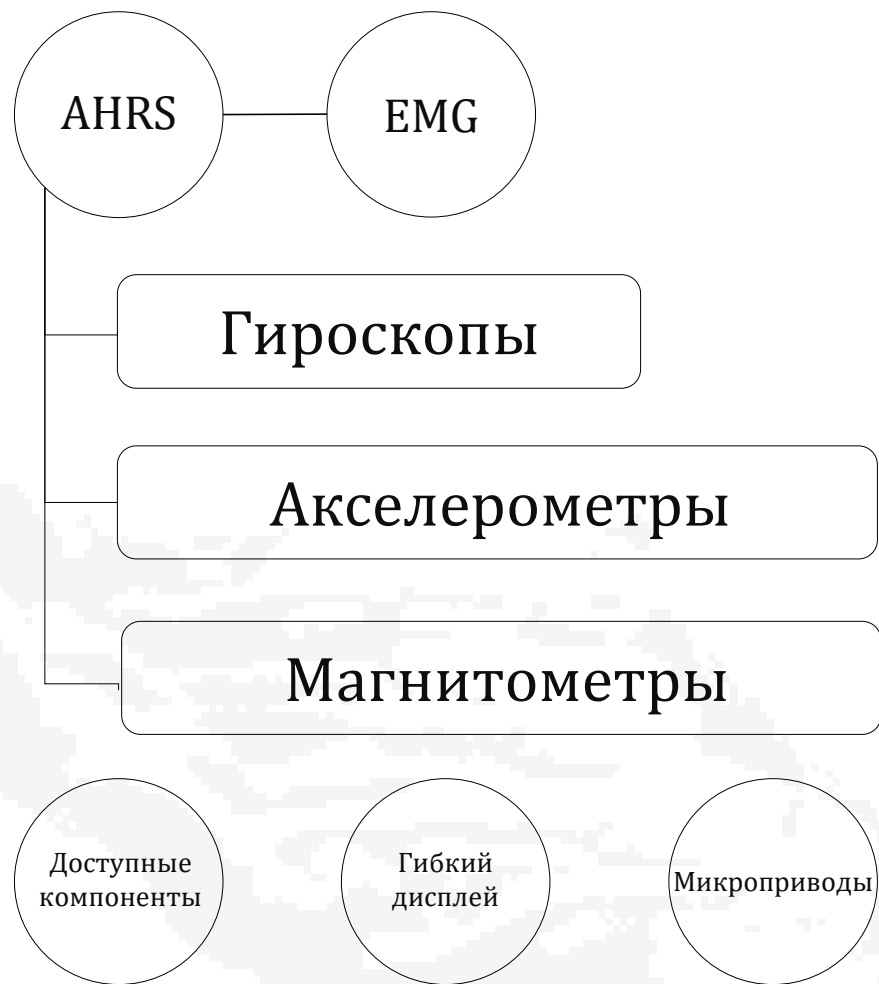 AHRS
EMG
Гироскопы
Акселерометры
Магнитометры
Доступные
компоненты
Гибкий
дисплей
Микроприводы